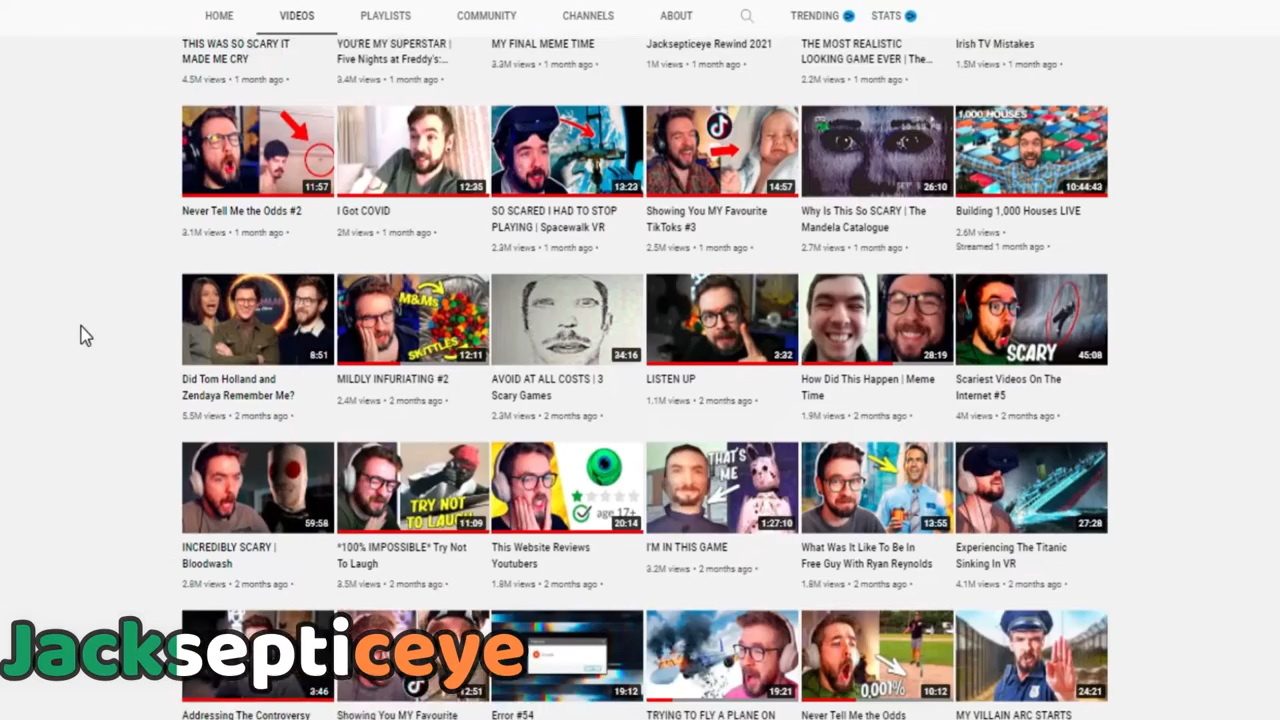 HOME VIDEOS PLAYLISTS COMMUNITY CHANNELS ABOUT TRENDING STATS
THIS WAS SO SCARY IT
MADE ME CRY
4.5M views • 1 month ago •
YOU'RE MY SUPERSTAR |
Five Nights at Freddy's:...
3.4M views • 1 month ago •
MY FINAL MEME TIME
3.3M views • 1 month ago •
Jacksepticeye Rewind 2021
1M views • 1 month ago •
THE MOST REALISTIC
LOOKING GAME EVER | The...
2.2M views • 1 month ago •
Irish TV Mistakes
1.5M views • 1 month ago •
11:57
Never Tell Me the Odds #2
3.1M views • 1 month ago •
12:35
I Got COVID
2M views • 1 month ago •
13:23
SO SCARED I HAD TO STOP
PLAYING | Spacewalk VR
2.3M views • 1 month ago •
14:57
Showing You MY Favourite
TikToks #3
2.5M views • 1 month ago •
26:10
Why Is This So SCARY | The
Mandela Catalogue
2.7M views • 1 month ago •
1,000 HOUSES
10:44:43
Building 1,000 Houses LIVE
2.6M views •
Streamed 1 month ago •
8:51
Did Tom Holland and
Zendaya Remember Me?
5.5M views • 2 months ago •
M&Ms
SKITTLES
12:11
MILDLY INFURIATING #2
2.4M views • 2 months ago •
34:16
AVOID AT ALL COSTS | 3
Scary Games
2.3M views • 2 months ago •
3:32
LISTEN UP
1.1M views • 2 months ago •
28:19
How Did This Happen | Meme
Time
1.9M views • 2 months ago •
SCARY
45:08
Scariest Videos On The
Internet #5
4M views • 2 months ago •
59:58
INCREDIBLY SCARY |
Bloodwash
2.8M views • 2 months ago •
TRY NOT
TO LAUGH
11:09
*100% IMPOSSIBLE* Try Not
To Laugh
3.5M views • 2 months ago •
age 17+
20:14
This Website Reviews
Youtubers
1.8M views • 2 months ago •
THAT'S
ME
1:27:10
I'M IN THIS GAME
3.2M views • 2 months ago •
13:55
What Was It Like To Be In
Free Guy With Ryan Reynolds
1.8M views • 2 months ago •
27:28
Experiencing The Titanic
Sinking In VR
4.1M views • 2 months ago •
Jacksepticeye
3:46
Addressing The Controversy
12:51
Showing You MY Favourite
19:12
Error #54
19:21
TRYING TO FLY A PLANE ON
0.001%
10:12
Never Tell Me the Odds
24:21
MY VILLAIN ARC STARTS